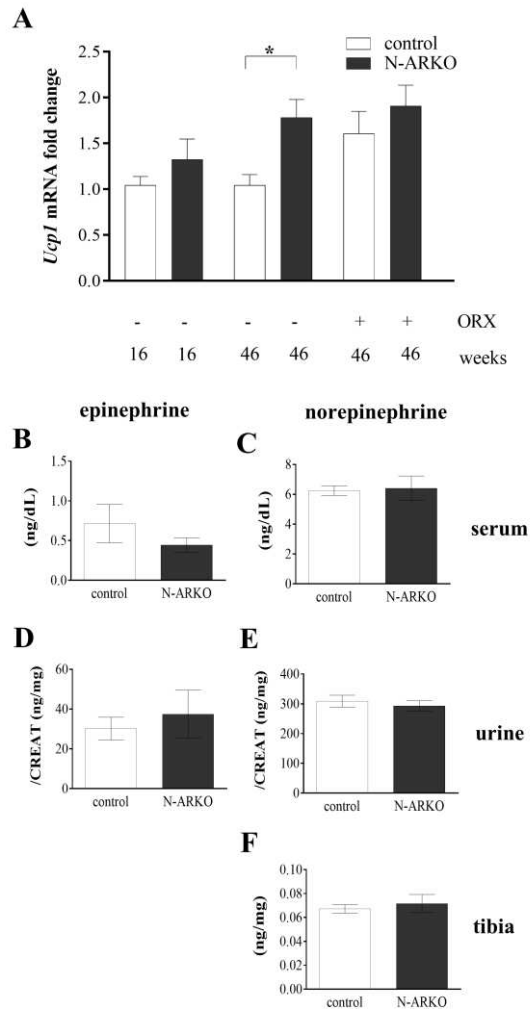 A
control
N-ARKO
*
Ucp1 mRNA fold change
2.5
2.0
1.5
1.0
0.5
0.0
- - - - + + ORX
16 16 46 46 46 46 weeks
epinephrine norepinephrine
B
(ng/dL)
1.5
1.0
0.5
0.0
control N-ARKO
C
(ng/dL)
8
6
4
2
0
control N-ARKO
serum
D
/CREAT (ng/mg)
60
40
20
0
control N-ARKO
E
/CREAT (ng/mg)
400
300
200
100
0
control N-ARKO
urine
F
(ng/mg)
0.10
0.08
0.06
0.04
0.02
0.00
control N-ARKO
tibia